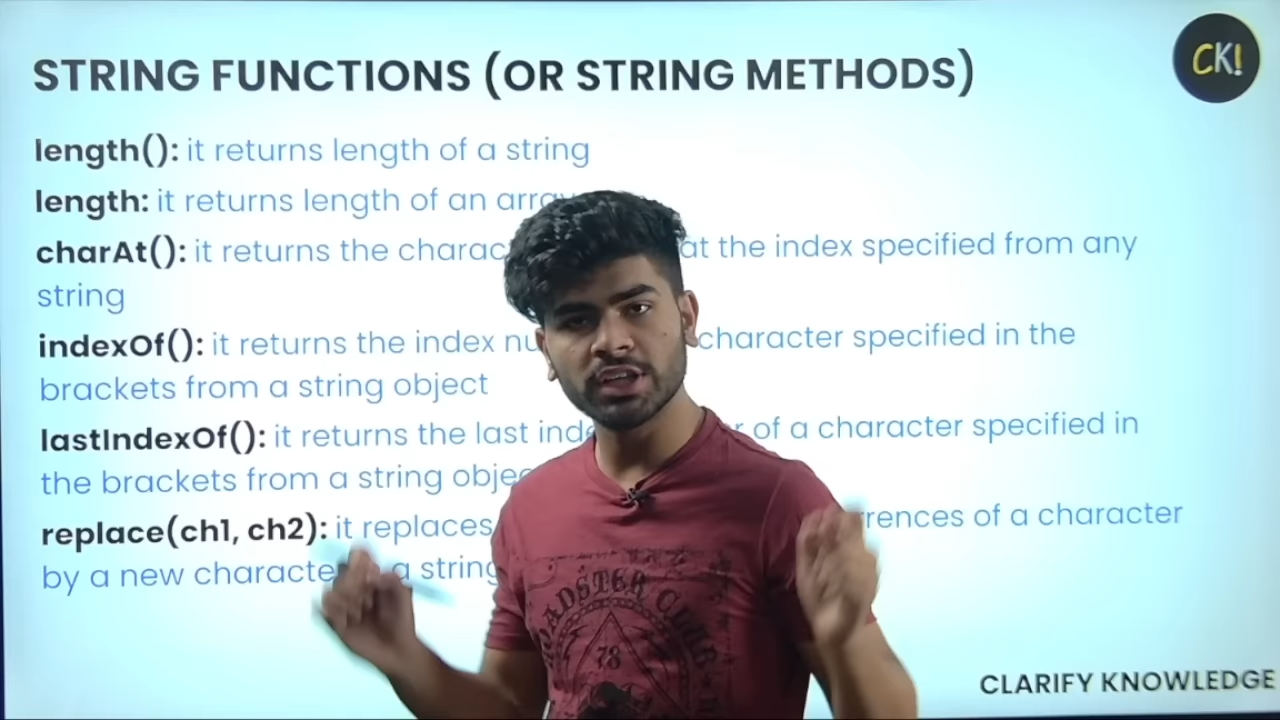 STRING FUNCTIONS (OR STRING METHODS)
CK!
length(): it returns length of a string
length: it returns length of an array
charAt(): it returns the charac at the index specified from any
string
indexOf(): it returns the index nu character specified in the
brackets from a string object
lastIndexOf(): it returns the last inde of a character specified in
the brackets from a string objec
replace(ch1, ch2): it replaces rrences of a character
by a new character a string
ROADSTER CLUB
78
CLARIFY KNOWLEDGE